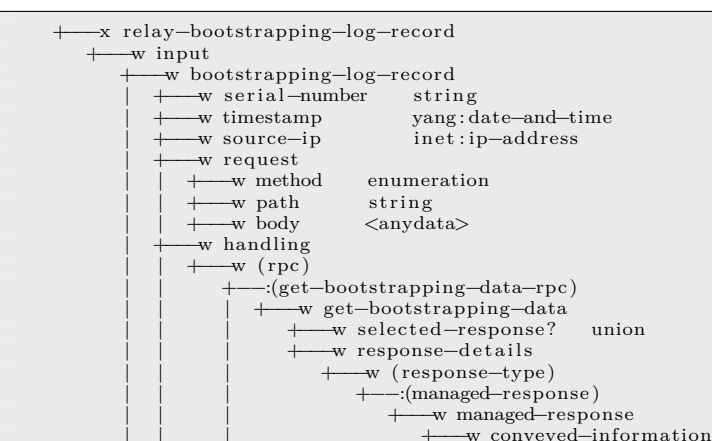 +---x relay-bootstrapping-log-record
+---w input
+---w bootstrapping-log-record
| +---w serial-number string
| +---w timestamp yang:date-and-time
| +---w source-ip inet:ip-address
| +---w request
| | +---w method enumeration
| | +---w path string
| | +---w body <anydata>
| +---w handling
| | +---w (rpc)
| | +--:(get-bootstrapping-data-rpc)
| | | +---w get-bootstrapping-data
| | | +---w selected-response? union
| | | +---w response-details
| | | +---w (response-type)
| | | +--:(managed-response)
| | | +---w managed-response
| | | +---w conveyed-information